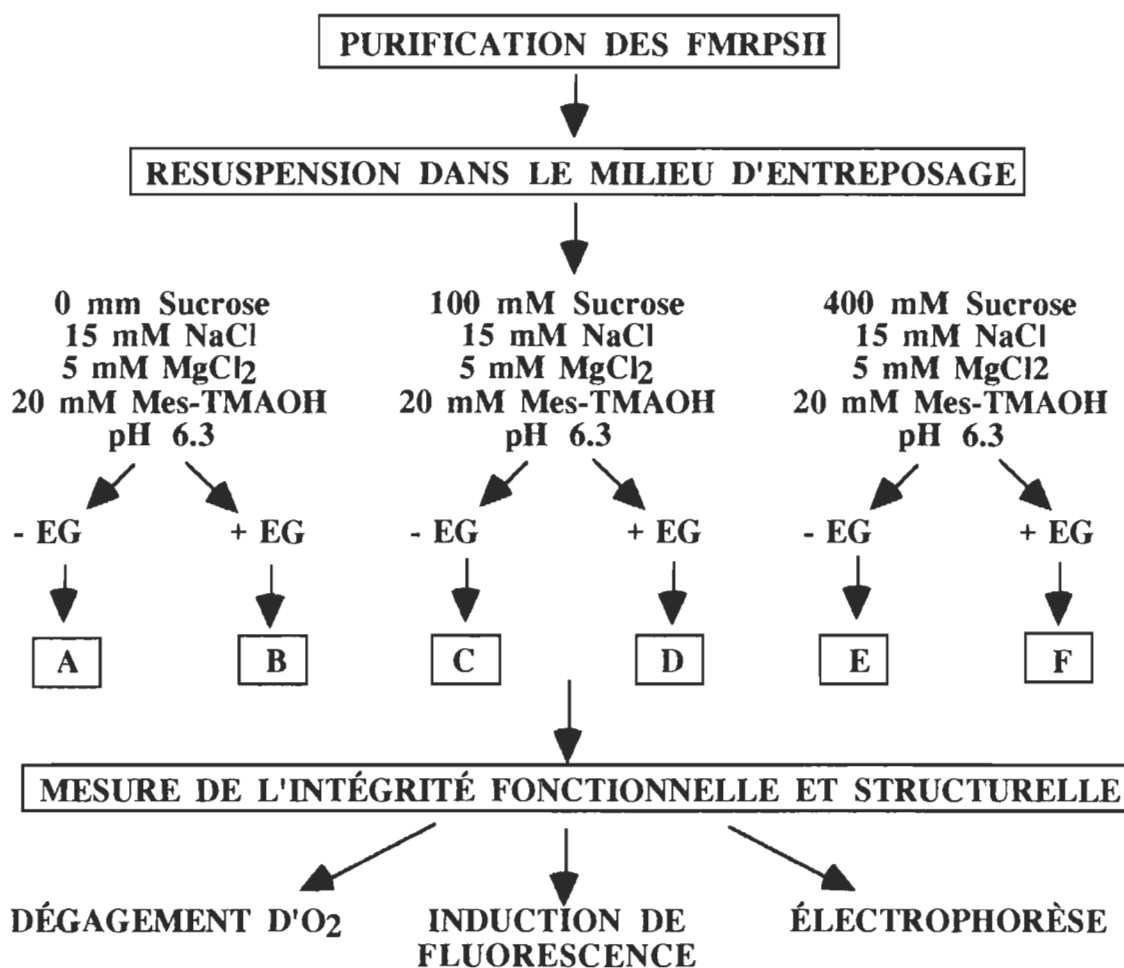 PURIFICATION DES FMRPSII
RESUSPENSION DANS LE MILIEU D'ENTREPOSAGE
0 mm Sucrose
15 mM NaCl
5 mM MgCl2
20 mM Mes-TMAOH
pH 6.3
100 mM Sucrose
15 mM NaCl
5 mM MgCl2
20 mM Mes-TMAOH
pH 6.3
400 mM Sucrose
15 mM NaCl
5 mM MgCl2
20 mM Mes-TMAOH
pH 6.3
- EG
+ EG
- EG
+ EG
- EG
+ EG
A
B
C
D
E
F
MESURE DE L'INTÉGRITÉ FONCTIONNELLE ET STRUCTURELLE
DÉGAGEMENT D'O2
INDUCTION DE
FLUORESCENCE
ÉLECTROPHORÈSE